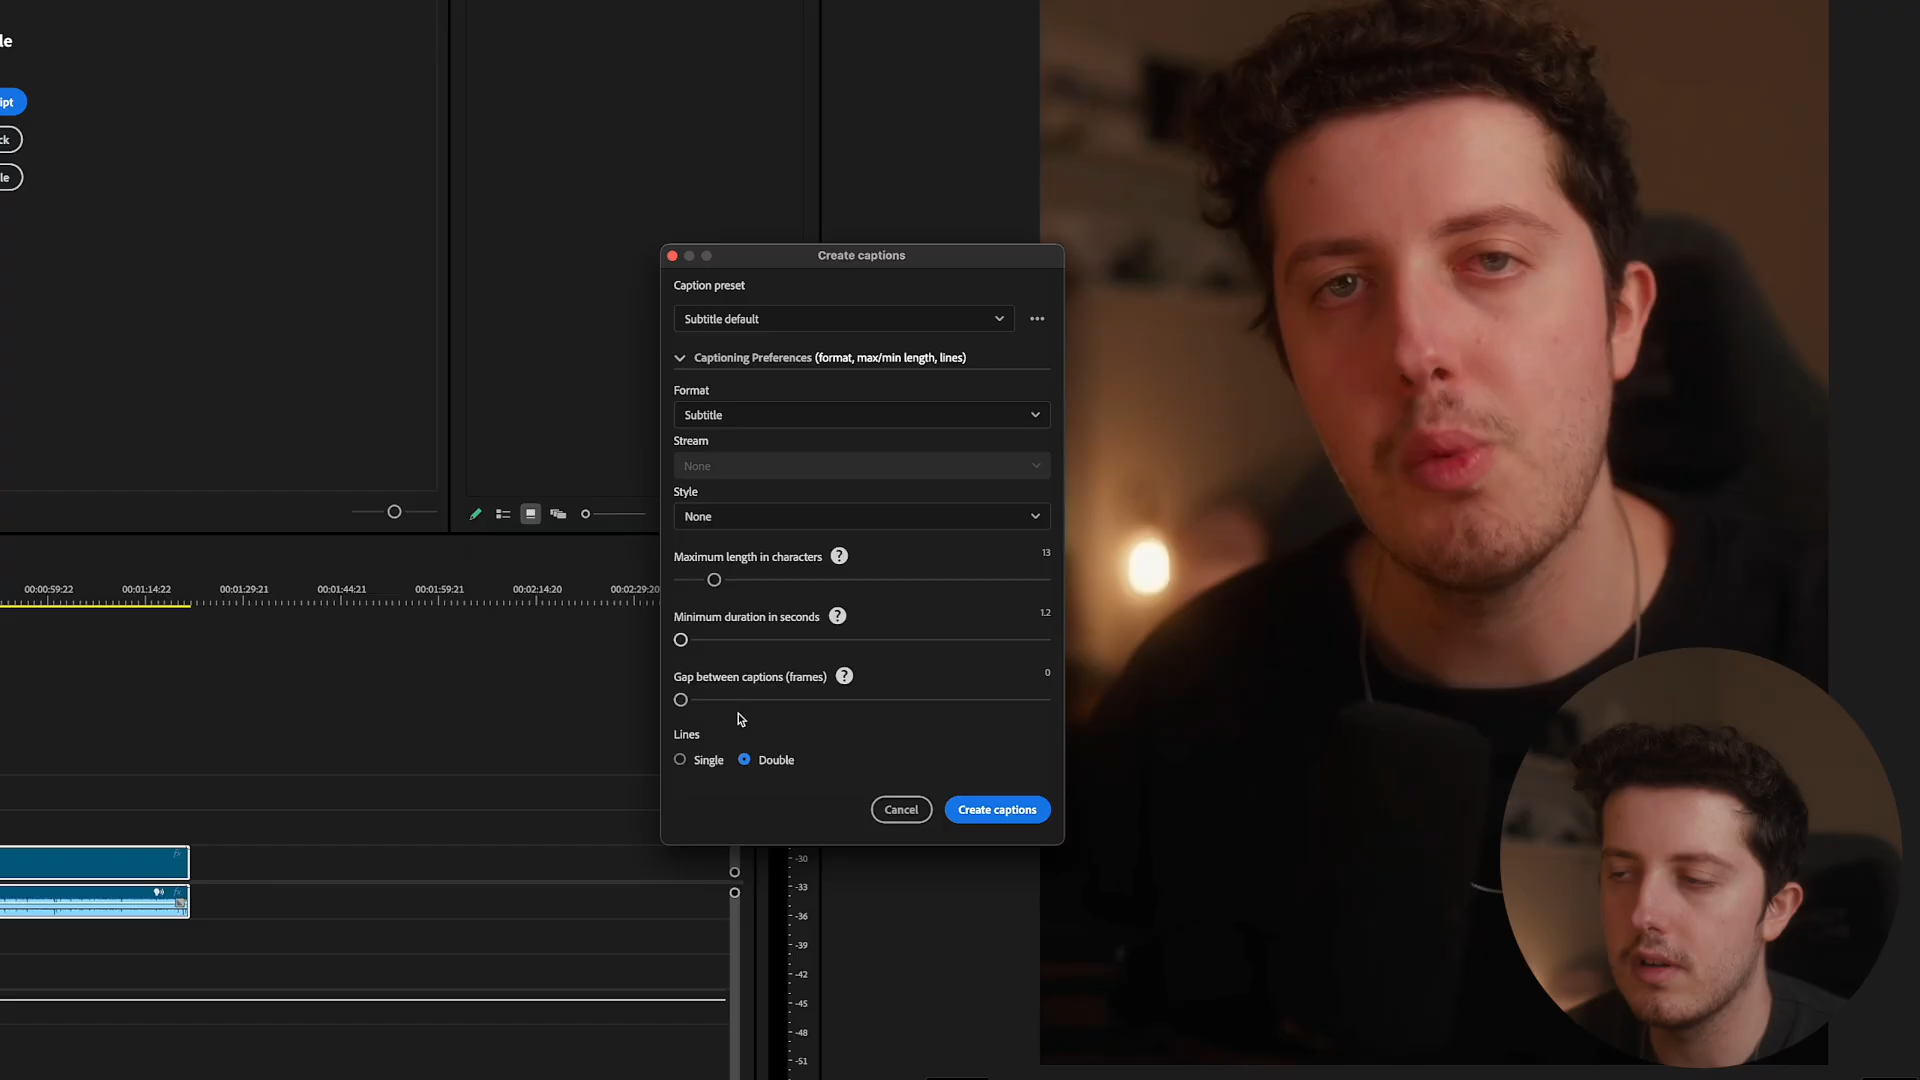 le
ipt
ck
le
Create captions
Caption preset
Subtitle default
Captioning Preferences (format, max/min length, lines)
Format
Subtitle
Stream
None
Style
None
Maximum length in characters ? 13
Minimum duration in seconds ? 1.2
Gap between captions (frames) ? 0
Lines
Single Double
Cancel Create captions
00:00:59:22 00:01:14:22 00:01:29:21 00:01:44:21 00:01:59:21 00:02:14:20 00:02:29:20
fx
fx
-30
-33
-36
-39
-42
-45
-48
-51